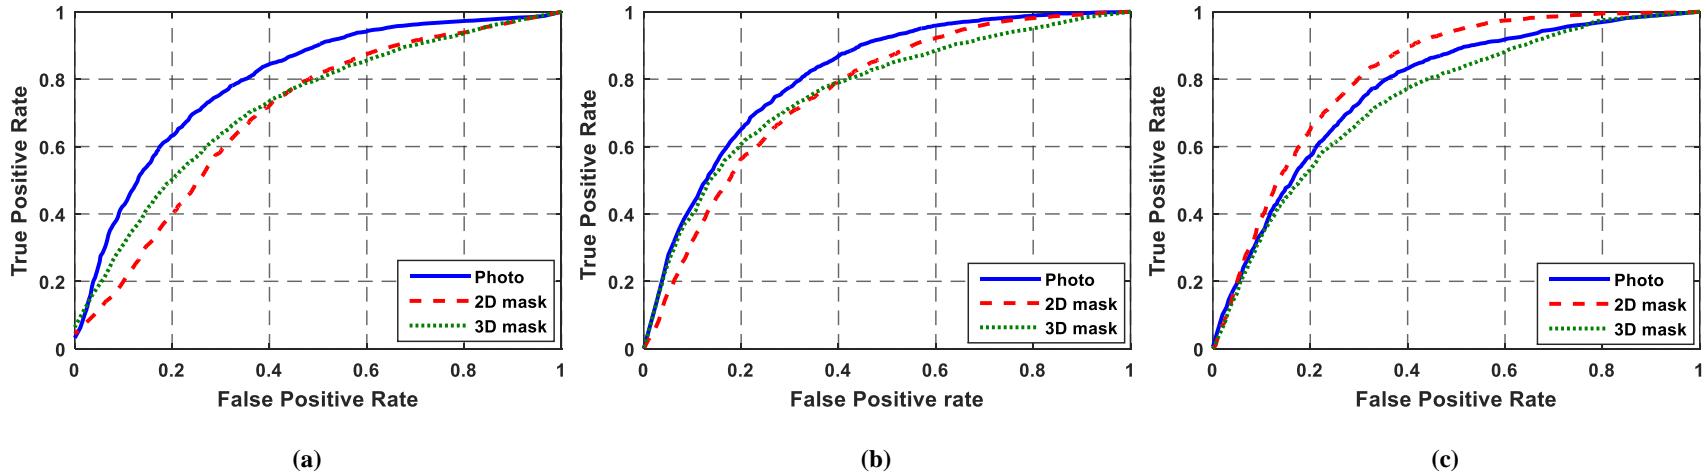 1
0.8
0.6
0.4
0.2
0
True Positive Rate
0 0.2 0.4 0.6 0.8 1
False Positive Rate
Photo
2D mask
3D mask
(a)
1
0.8
0.6
0.4
0.2
0
True Positive Rate
0 0.2 0.4 0.6 0.8 1
False Positive rate
Photo
2D mask
3D mask
(b)
1
0.8
0.6
0.4
0.2
0
True Positive Rate
0 0.2 0.4 0.6 0.8 1
False Positive Rate
Photo
2D mask
3D mask
(c)